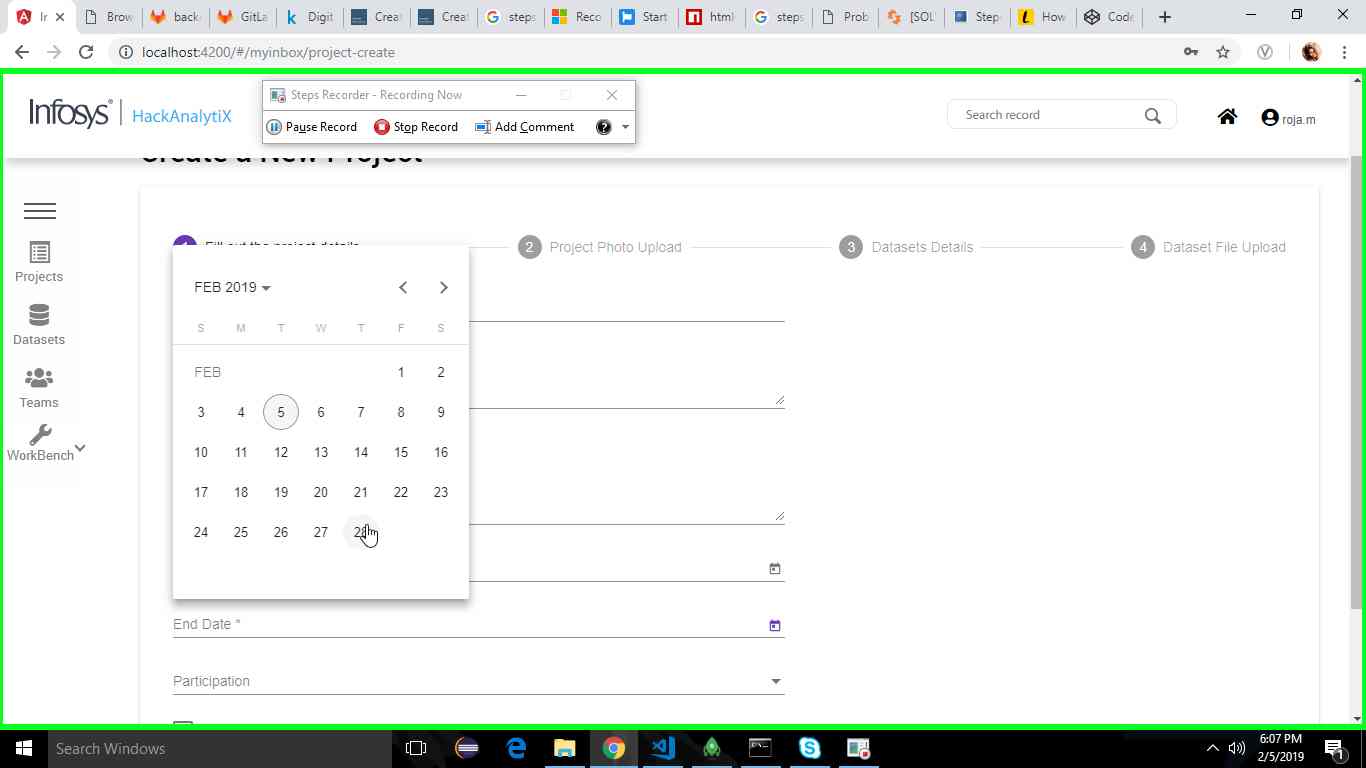 Ir
Brow
back
GitLa
Digit
Creat
Creat
steps
Reco
Start
html
steps
Prob
[SOL
Step
How
Code
localhost:4200/#/myinbox/project-create
Steps Recorder - Recording Now
Pause Record
Stop Record
Add Comment
Infosys
HackAnalytiX
Search record
roja.m
Create a New Project
1
Fill out the project details
2
Project Photo Upload
3
Datasets Details
4
Dataset File Upload
Projects
Datasets
Teams
WorkBench
FEB 2019
S M T W T F S
FEB 1 2
3 4 5 6 7 8 9
10 11 12 13 14 15 16
17 18 19 20 21 22 23
24 25 26 27 28
End Date *
Participation
Search Windows
6:07 PM
2/5/2019
1